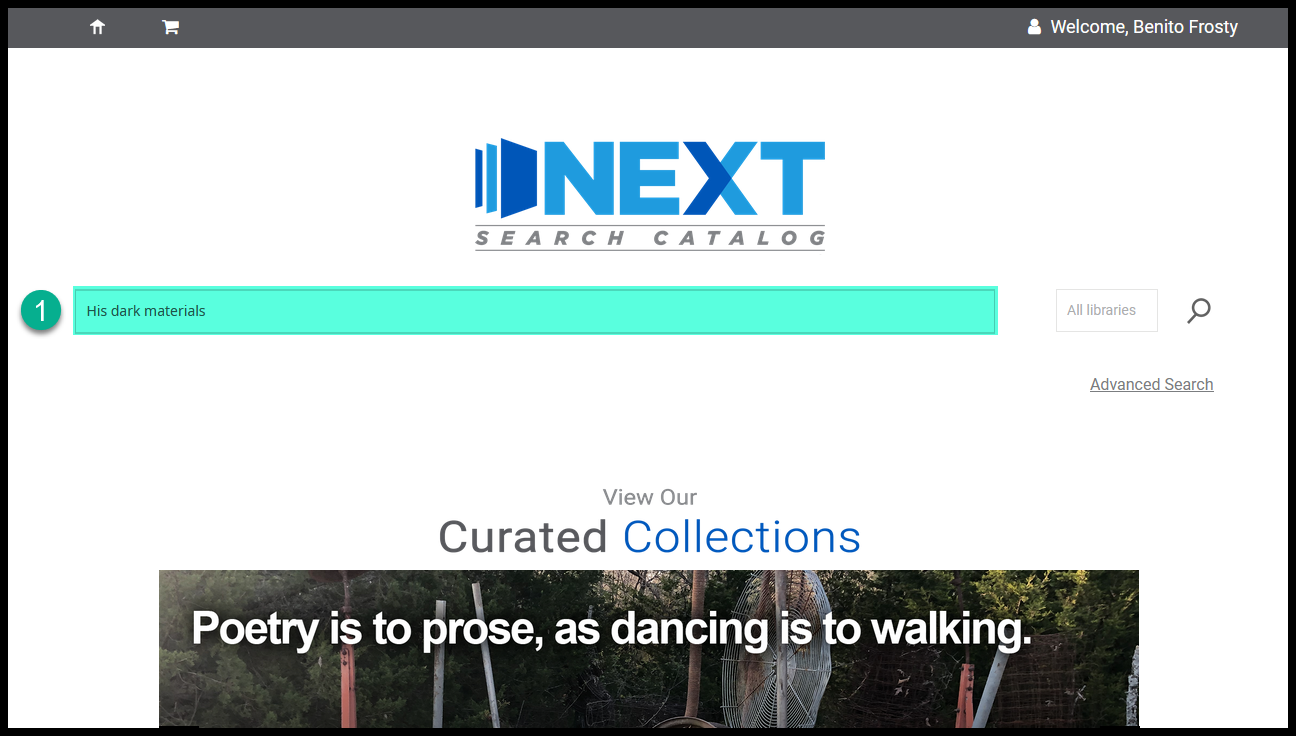 Welcome, Benito Frosty
NEXT
SEARCH CATALOG
1
His dark materials
All libraries
Advanced Search
View Our
Curated Collections
Poetry is to prose, as dancing is to walking.